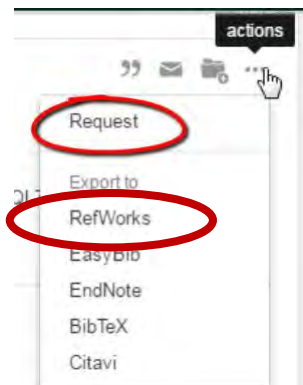 actions
Request
Export to
RefWorks
EasyBib
EndNote
BibTeX
Citavi